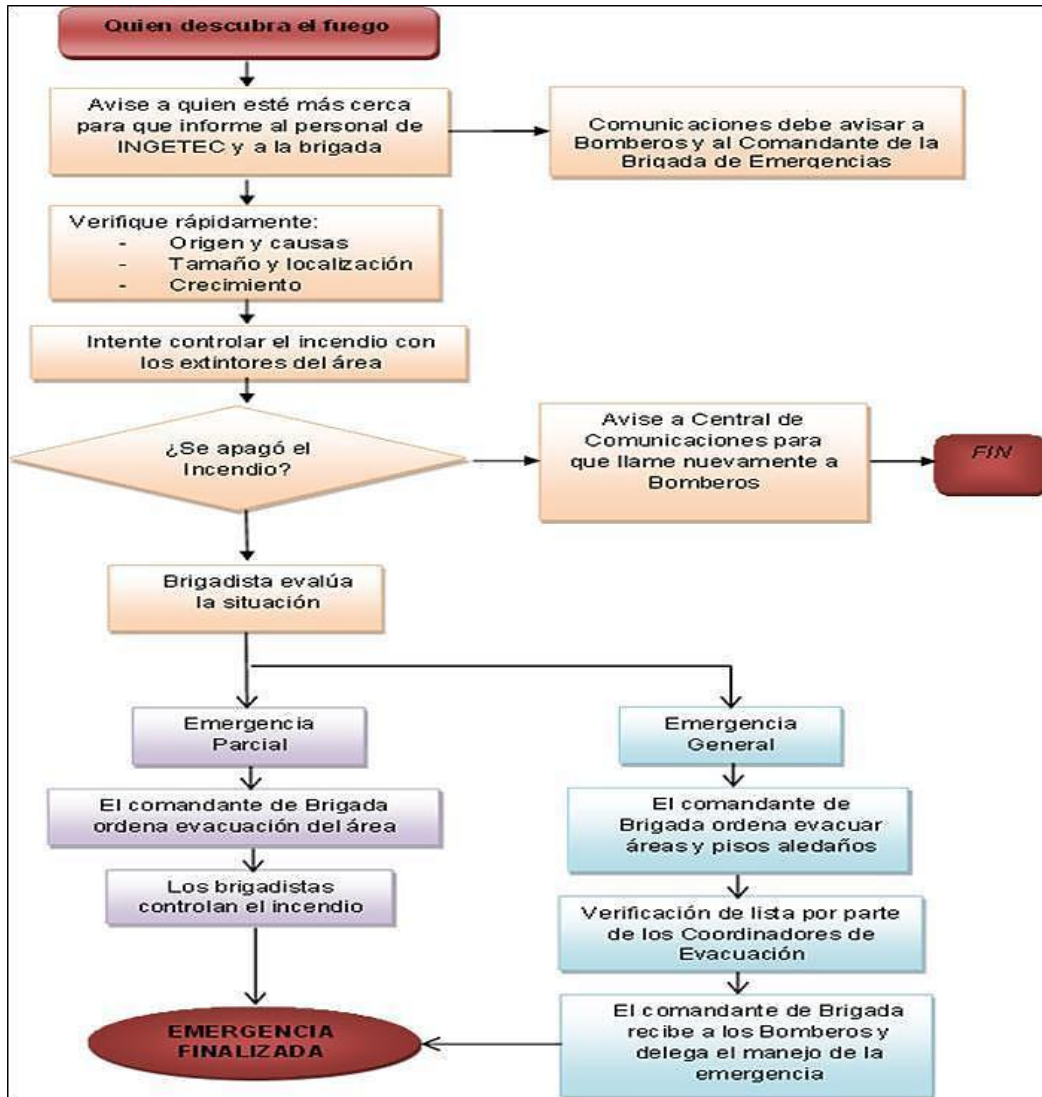 Quien descubra el fuego
Avise a quien esté más cerca
para que informe al personal de
INGETEC y a la brigada
Comunicaciones debe avisar a
Bomberos y al Comandante de la
Brigada de Emergencias
Verifique rápidamente:
- Origen y causas
- Tamaño y localización
- Crecimiento
Intente controlar el incendio con
los extintores del área
¿Se apagó el
Incendio?
Avise a Central de
Comunicaciones para
que llame nuevamente a
Bomberos
FIN
Brigadista evalúa
la situación
Emergencia
Parcial
El comandante de Brigada
ordena evacuación del área
Los brigadistas
controlan el incendio
Emergencia
General
El comandante de
Brigada ordena evacuar
áreas y pisos aledaños
Verificación de lista por parte
de los Coordinadores de
Evacuación
El comandante de Brigada
recibe a los Bomberos y
delega el manejo de la
emergencia
EMERGENCIA
FINALIZADA